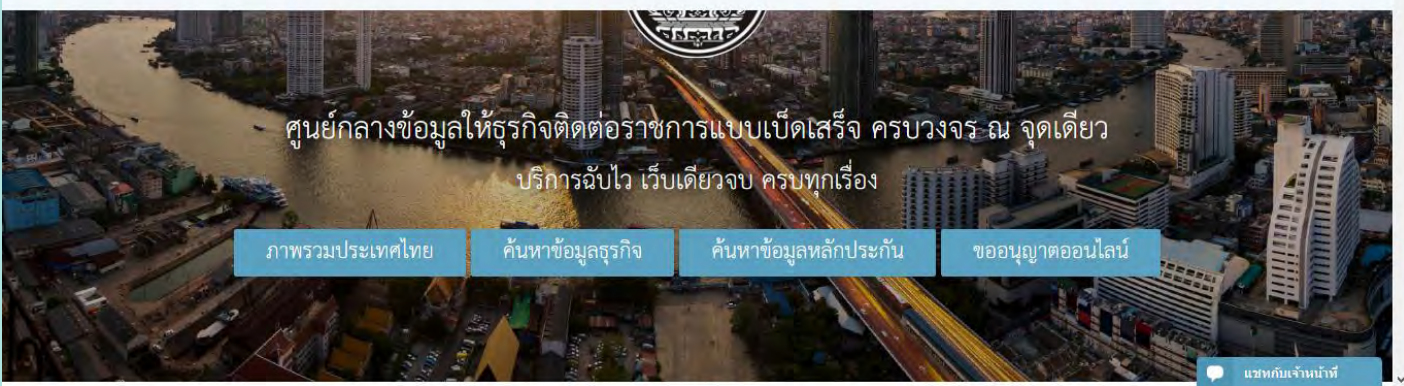 ศูนย์กลางข้อมูลให้ธุรกิจติดต่อราชการแบบเบ็ดเสร็จ ครบวงจร ณ จุดเดียว
บริการฉับไว เว็บเดียวจบ ครบทุกเรื่อง
ภาพรวมประเทศไทย ค้นหาข้อมูลธุรกิจ ค้นหาข้อมูลหลักประกัน ขออนุญาตออนไลน์
แชทกับเจ้าหน้าที่